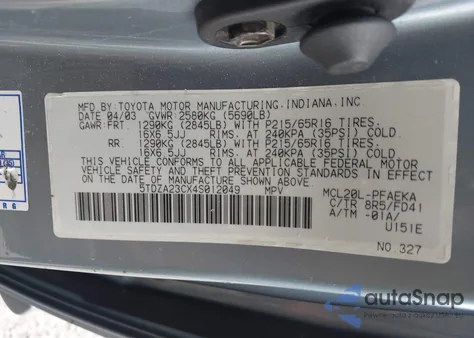 MFD.BY:TOYOTA MOTOR MANUFACTURING,INDIANA,INC.
DATE 04/03 GVWR:2580KG (5690LB)
GAWR:FRT. 1290KG (2845LB) WITH P215/65R16 TIRES.
16X6.5JJ RIMS. AT 240KPA (35PSI) COLD.
RR. 1290KG (2845LB) WITH P215/65R16 TIRES.
16X6.5JJ RIMS. AT 240KPA (35PSI) COLD.
THIS VEHICLE CONFORMS TO ALL APPLICABLE FEDERAL MOTOR
VEHICLE SAFETY AND THEFT PREVENTION STANDARDS IN
EFFECT ON THE DATE OF MANUFACTURE SHOWN ABOVE.
5TDZA23CX4S012049 MPV MCL20L-PFAEKA
C/TR 8R5/FD41
A/TM -01A/
U151E
NO.327
autoSnap